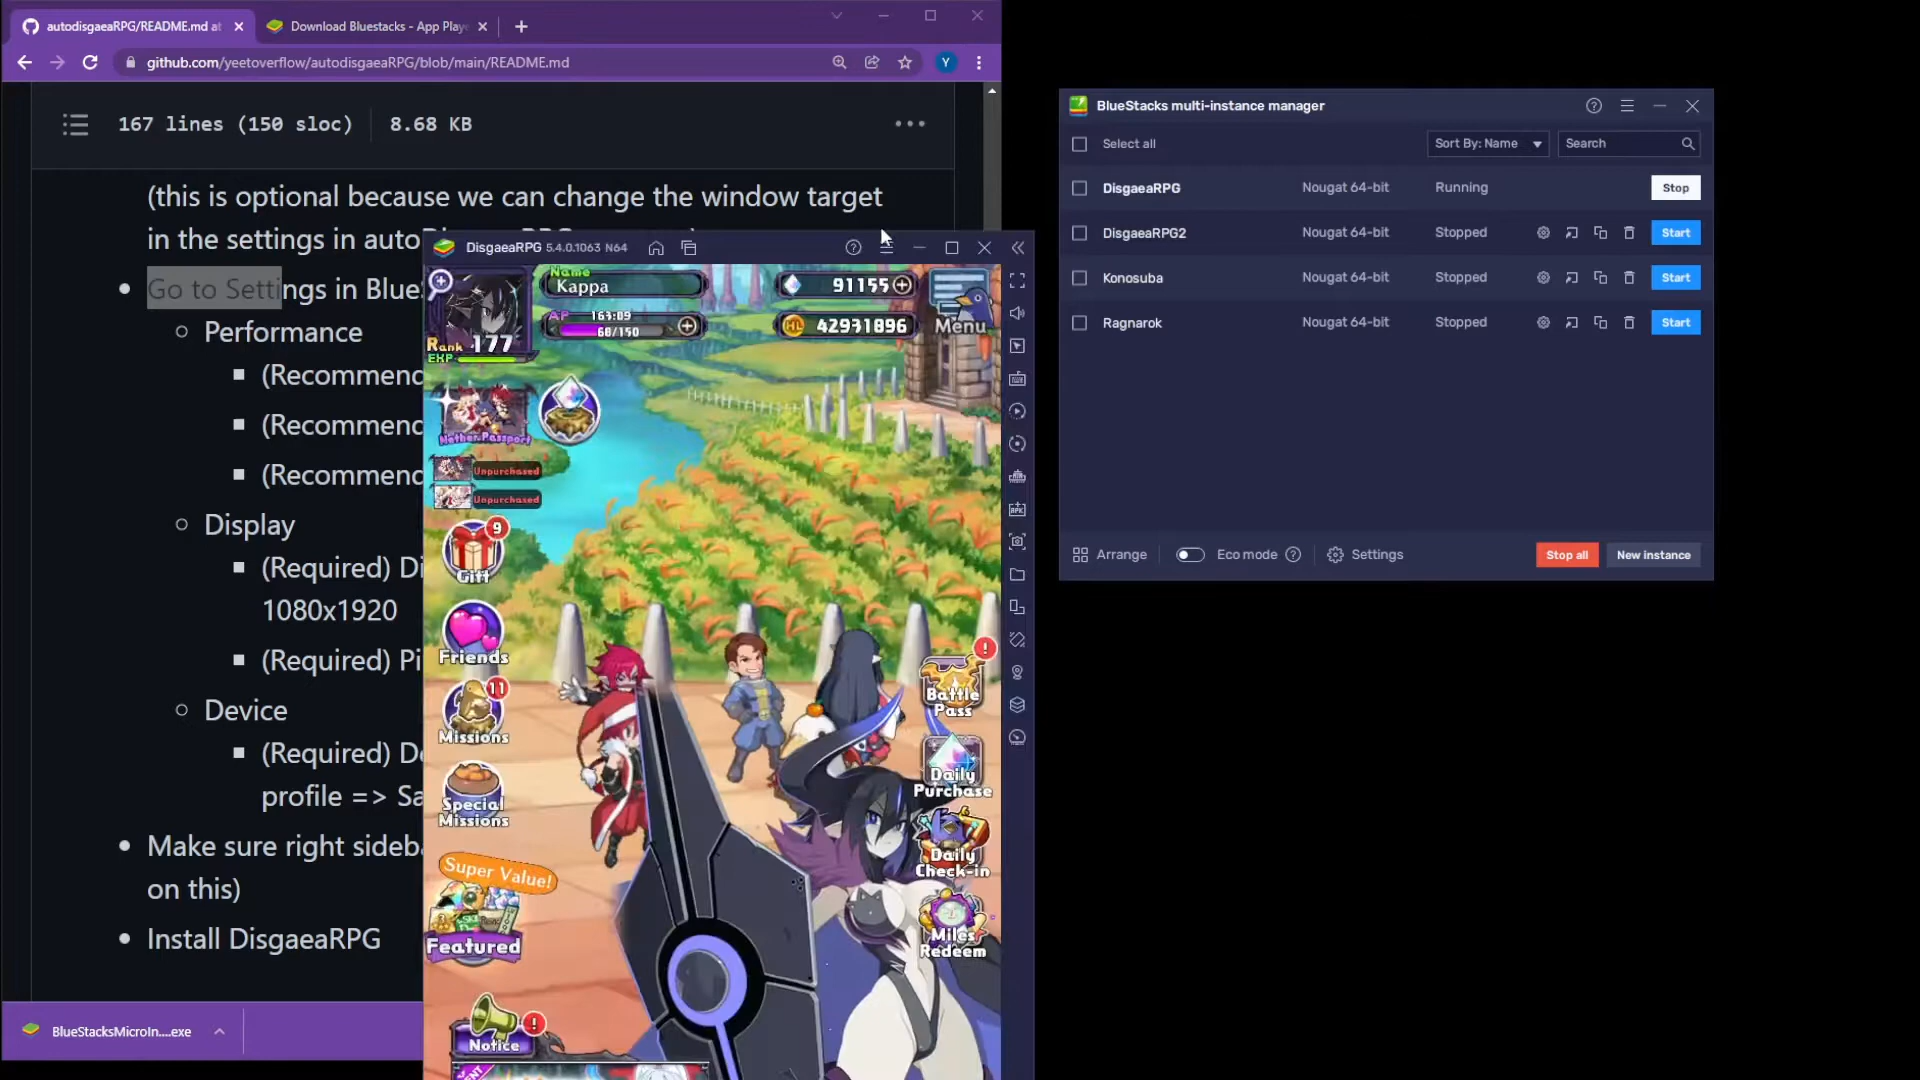 autodisgaeaRPG/README.md at
Download Bluestacks - App Playe
github.com/yeetoverflow/autodisgaeaRPG/blob/main/README.md
Y
167 lines (150 sloc)
8.68 KB
(this is optional because we can change the window target
in the settings in auto
Go to Settings in Blue
Performance
(Recommend
(Recommend
(Recommend
Display
(Required) Di
1080x1920
(Required) Pi
Device
(Required) De
profile => Sa
Make sure right sideba
on this)
Install DisgaeaRPG
BlueStacksMicroIn....exe
DisgaeaRPG 5.4.0.1063 N64
Name
Kappa
91155
AP 163:09
60/150
HL 42931896
Menu
Rank 177
EXP
Nether Passport
Unpurchased
Unpurchased
9
Gift
Friends
11
Missions
Special
Missions
Super Value!
Featured
!
Notice
!
Battle
Pass
Daily
Purchase
Daily
Check-in
Miles
Redeem
BlueStacks multi-instance manager
Select all
Sort By: Name
Search
DisgaeaRPG Nougat 64-bit Running Stop
DisgaeaRPG2 Nougat 64-bit Stopped Start
Konosuba Nougat 64-bit Stopped Start
Ragnarok Nougat 64-bit Stopped Start
Arrange
Eco mode
Settings
Stop all
New instance